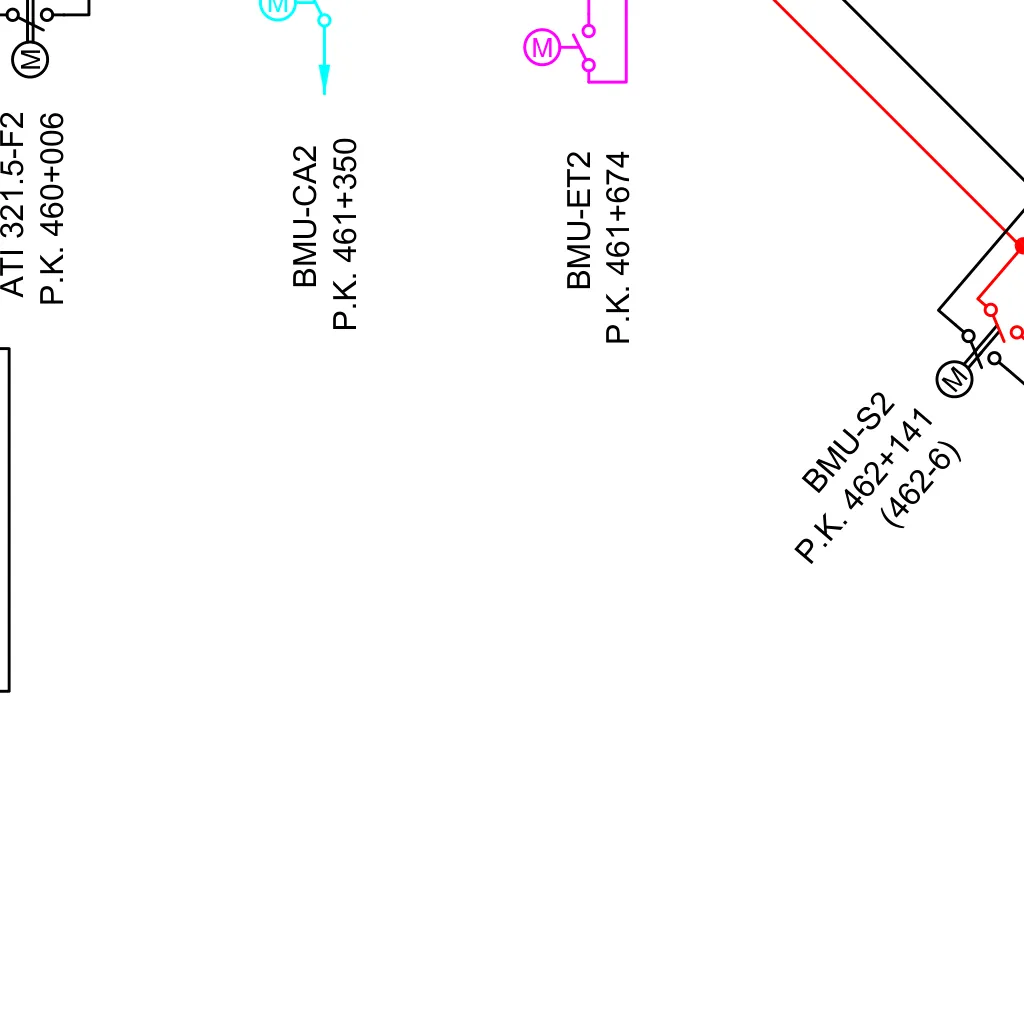 M
M
M
ATI 321.5-F2
P.K. 460+006
BMU-CA2
P.K. 461+350
BMU-ET2
P.K. 461+674
M
BMU-S2
P.K. 462+141
(462-6)